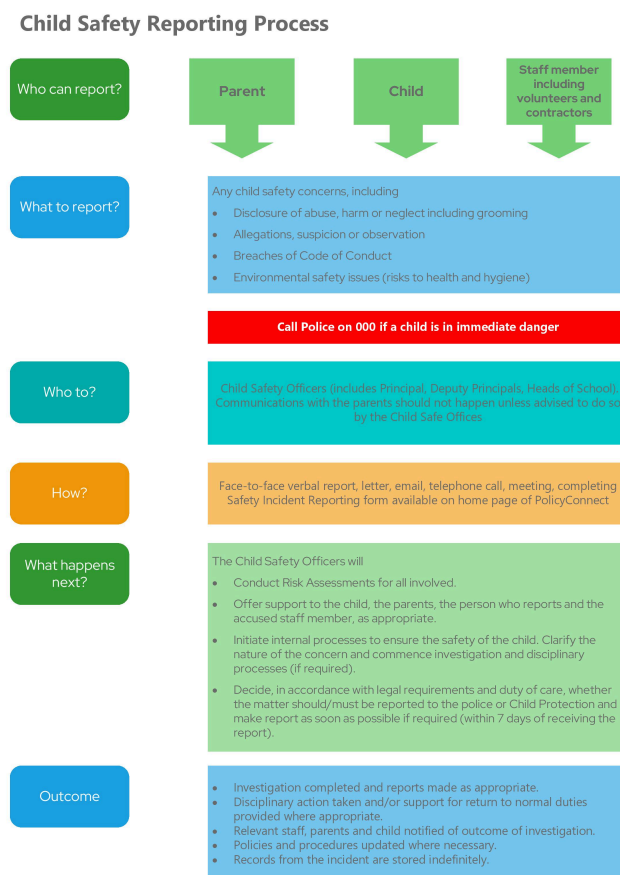 Child Safety Reporting Process
Who can report?
Parent
Child
Staff member
including
volunteers and
contractors
What to report?
Any child safety concerns, including
• Disclosure of abuse, harm or neglect including grooming
• Allegations, suspicion or observation
• Breaches of Code of Conduct
• Environmental safety issues (risks to health and hygiene)
Call Police on 000 if a child is in immediate danger
Who to?
Child Safety Officers (includes Principal, Deputy Principals, Heads of School).
Communications with the parents should not happen unless advised to do so
by the Child Safe Offices
How?
Face-to-face verbal report, letter, email, telephone call, meeting, completing
Safety Incident Reporting form available on home page of PolicyConnect
What happens
next?
The Child Safety Officers will
• Conduct Risk Assessments for all involved.
• Offer support to the child, the parents, the person who reports and the
accused staff member, as appropriate.
• Initiate internal processes to ensure the safety of the child. Clarify the
nature of the concern and commence investigation and disciplinary
processes (if required).
• Decide, in accordance with legal requirements and duty of care, whether
the matter should/must be reported to the police or Child Protection and
make report as soon as possible if required (within 7 days of receiving the
report).
Outcome
• Investigation completed and reports made as appropriate.
• Disciplinary action taken and/or support for return to normal duties
provided where appropriate.
• Relevant staff, parents and child notified of outcome of investigation.
• Policies and procedures updated where necessary.
• Records from the incident are stored indefinitely.